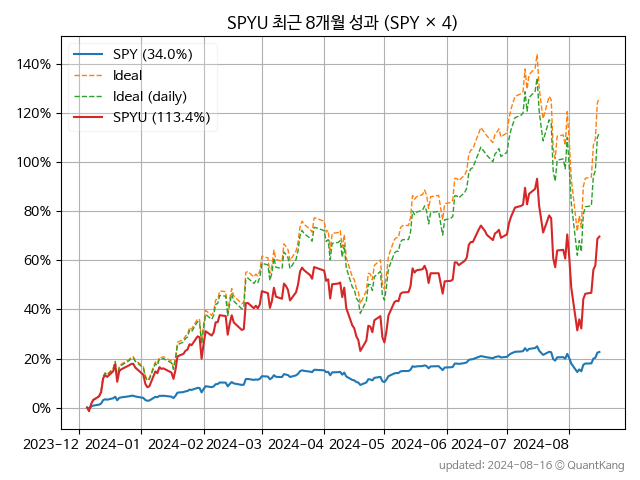 SPYU 최근 8개월 성과 (SPY × 4)
SPY (34.0%)
Ideal
Ideal (daily)
SPYU (113.4%)
140%
120%
100%
80%
60%
40%
20%
0%
2023-12 2024-01 2024-02 2024-03 2024-04 2024-05 2024-06 2024-07 2024-08
updated: 2024-08-16 © QuantKang